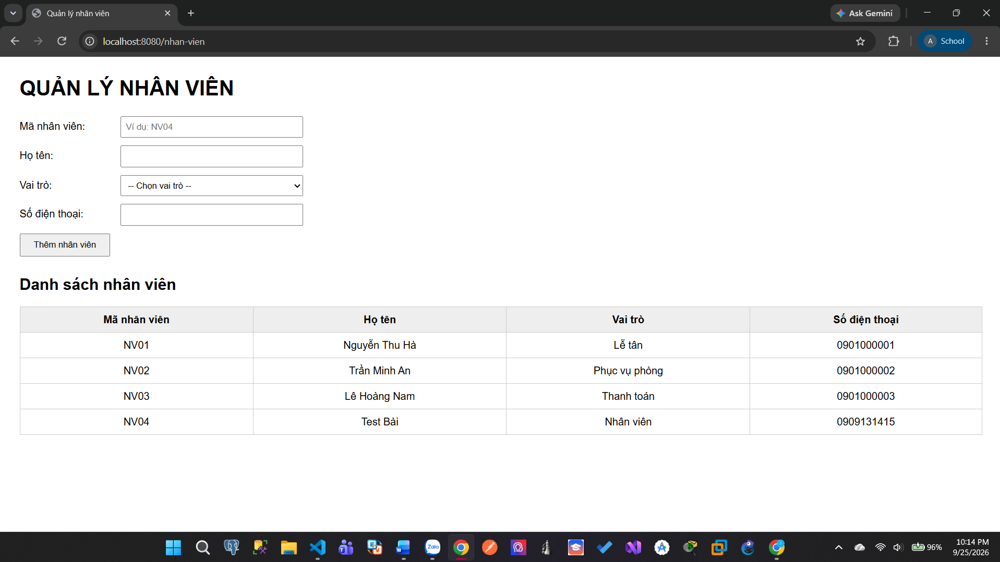 Quản lý nhân viên
Ask Gemini
localhost:8080/nhan-vien
A School
QUẢN LÝ NHÂN VIÊN
Mã nhân viên: Ví dụ: NV04
Họ tên:
Vai trò: -- Chọn vai trò --
Số điện thoại:
Thêm nhân viên
Danh sách nhân viên
Mã nhân viên Họ tên Vai trò Số điện thoại
NV01 Nguyễn Thu Hà Lễ tân 0901000001
NV02 Trần Minh An Phục vụ phòng 0901000002
NV03 Lê Hoàng Nam Thanh toán 0901000003
NV04 Test Bài Nhân viên 0909131415
Zalo
96%
10:14 PM
9/25/2026